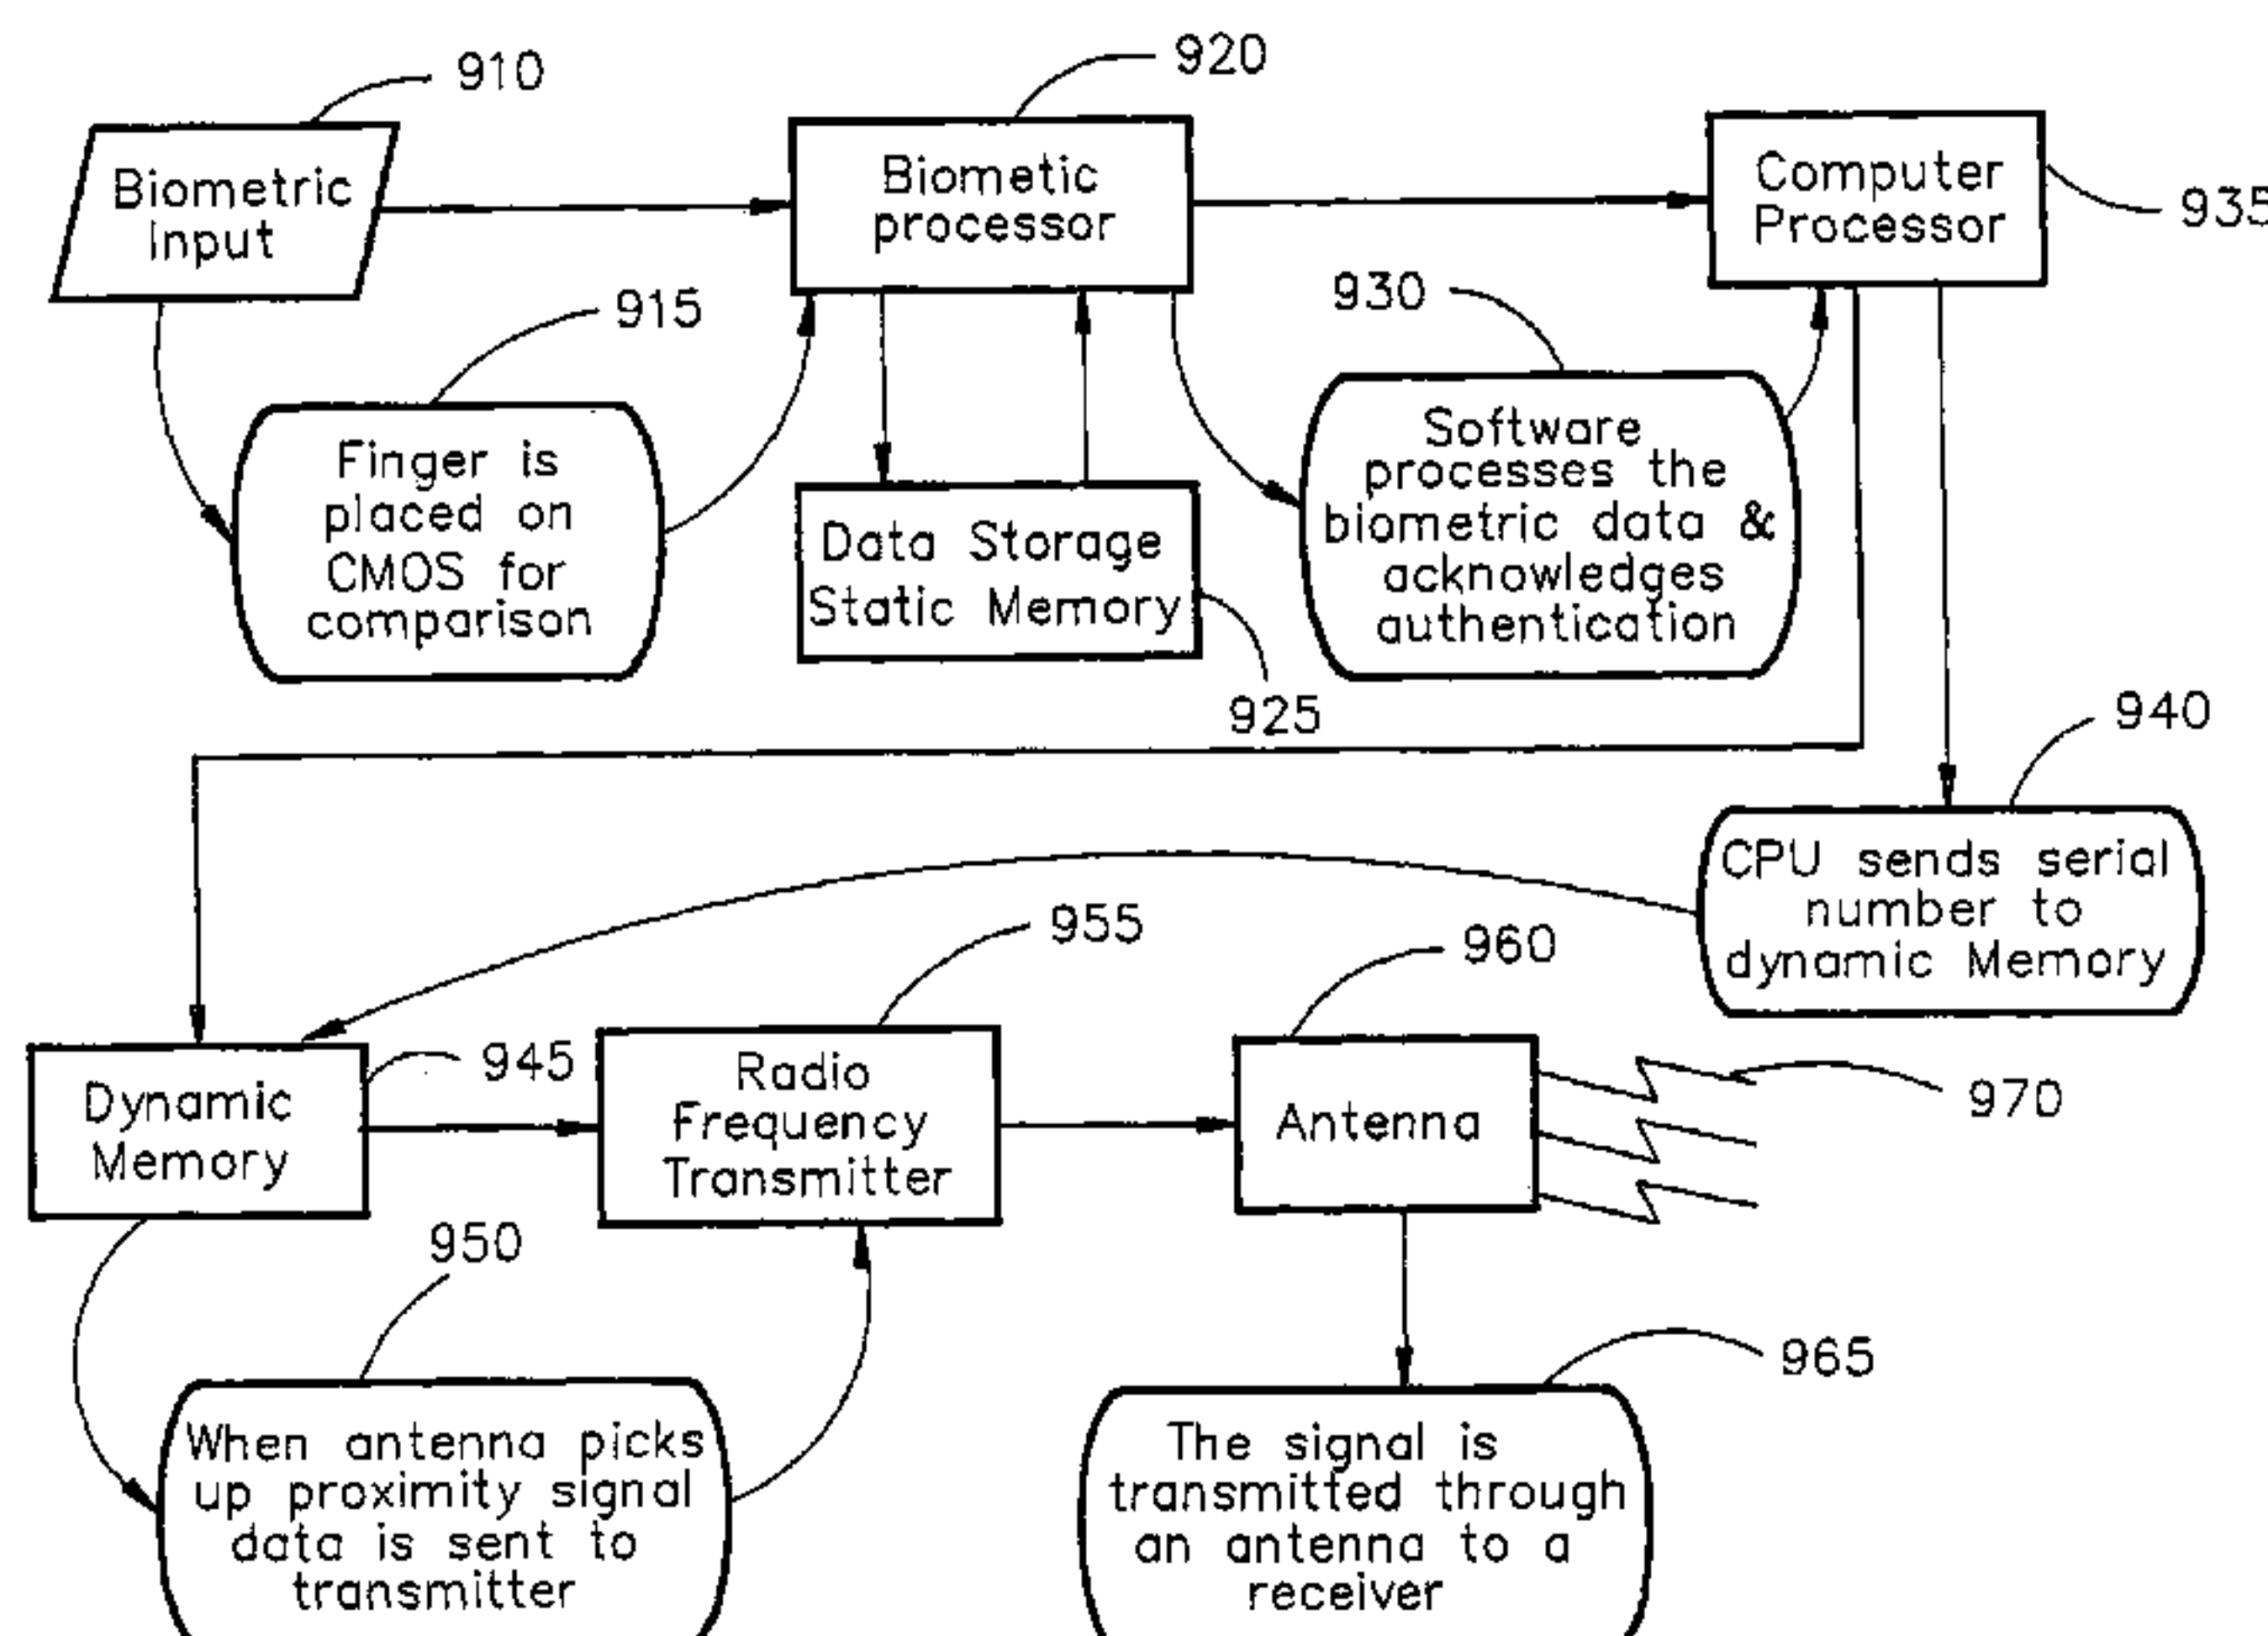 910
Biometric
Input
920
Biometic
processor
Computer
Processor
935
915
Finger is
placed on
CMOS for
comparison
Data Storage
Static Memory
925
930
Software
processes the
biometric data &
acknowledges
authentication
940
CPU sends serial
number to
dynamic Memory
945
Dynamic
Memory
955
Radio
Frequency
Transmitter
960
Antenna
970
950
When antenna picks
up proximity signal
data is sent to
transmitter
965
The signal is
transmitted through
an antenna to a
receiver